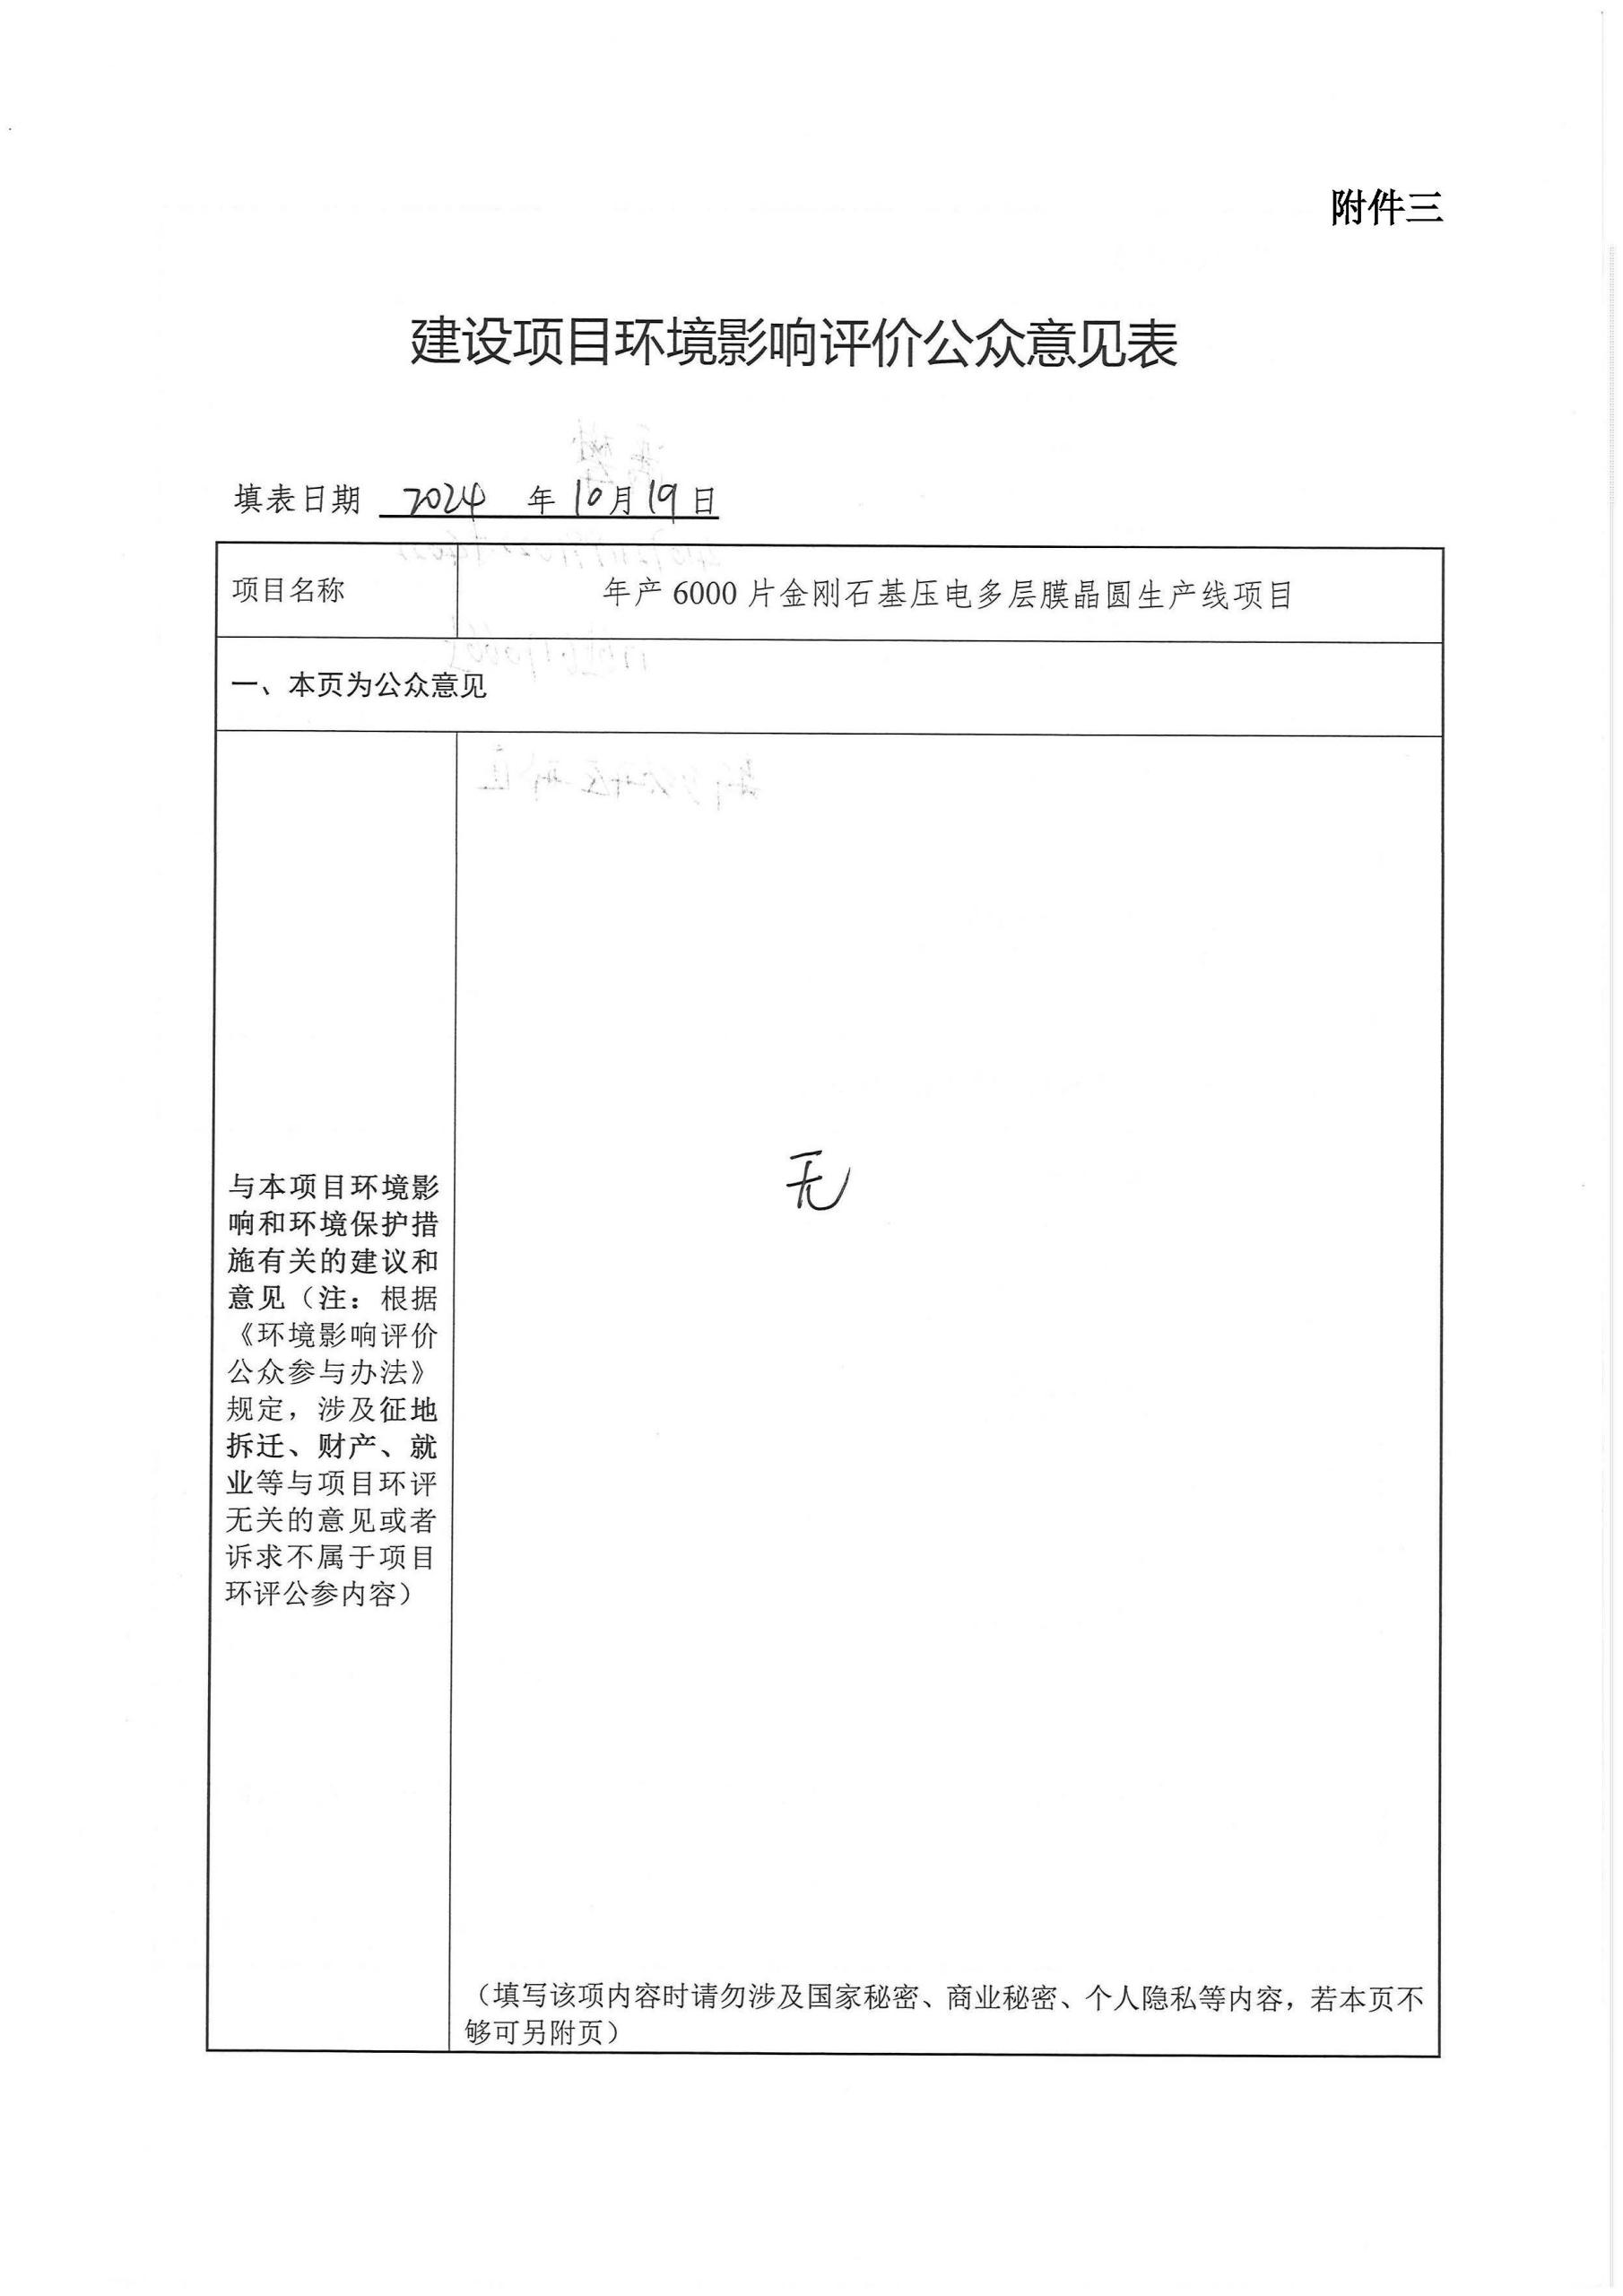 附件三
建设项目环境影响评价公众意见表
填表日期 2024 年 10月19日
项目名称 年产 6000 片金刚石基压电多层膜晶圆生产线项目
一、本页为公众意见
与本项目环境影
响和环境保护措
施有关的建议和
意见（注：根据
《环境影响评价
公众参与办法》
规定，涉及征地
拆迁、财产、就
业等与项目环评
无关的意见或者
诉求不属于项目
环评公参内容）
无
（填写该项内容时请勿涉及国家秘密、商业秘密、个人隐私等内容，若本页不
够可另附页）